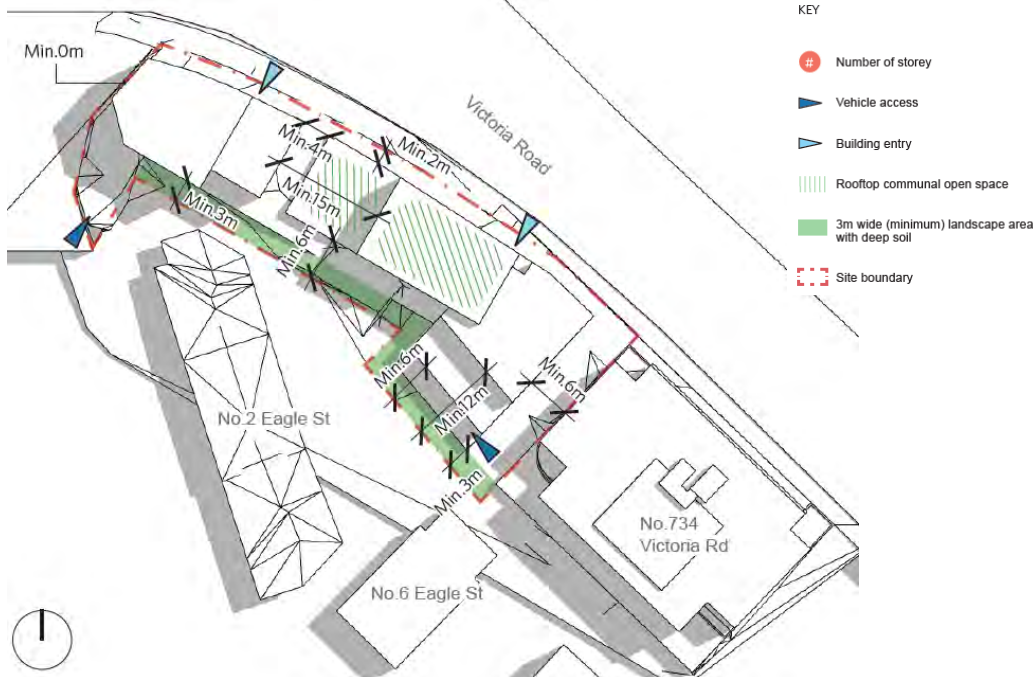 KEY
Min.0m
#
Number of storey
Vehicle access
Victoria Road
Building entry
Min.4m
Min.2m
Rooftop communal open space
Min.15m
Min.3m
3m wide (minimum) landscape area
with deep soil
Min.6m
Site boundary
Min.6m
Min.6m
Min.12m
No.2 Eagle St
Min.3m
No.734
Victoria Rd
No.6 Eagle St